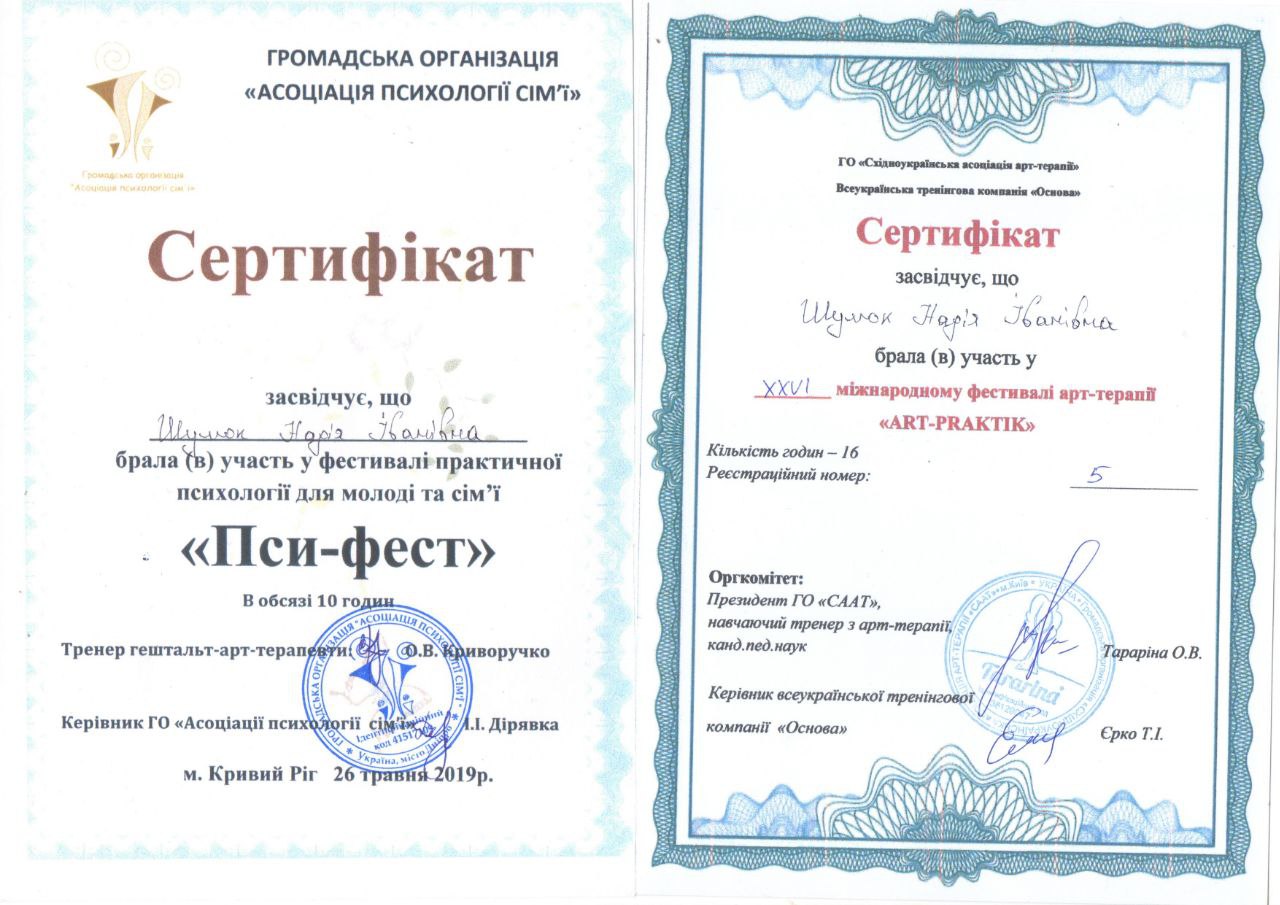 ГРОМАДСЬКА ОРГАНІЗАЦІЯ
«АСОЦІАЦІЯ ПСИХОЛОГІЇ СІМ’Ї»
Громадська організація
"Асоціація психології сім'ї"
Сертифікат
засвідчує, що
Шумок Надія Іванівна
брала (в) участь у фестивалі практичної
психології для молоді та сім’ї
«Пси-фест»
В обсязі 10 годин
Тренер гештальт-арт-терапевти: О.В. Криворучко
Керівник ГО «Асоціації психології сім'ї» І.І. Дірявка
м. Кривий Ріг 26 травня 2019р.
ГРОМАДСЬКА ОРГАНІЗАЦІЯ "АСОЦІАЦІЯ ПСИХОЛОГІЇ СІМ'Ї"
Ідентифікаційний
код
Україна, місто
ГО «Східноукраїнська асоціація арт-терапії»
Всеукраїнська тренінгова компанія «Основа»
Сертифікат
засвідчує, що
Шумок Надія Іванівна
брала (в) участь у
XXVI міжнародному фестивалі арт-терапії
«ART-PRAKTIK»
Кількість годин – 16
Реєстраційний номер: 5
Оргкомітет:
Президент ГО «СААТ»,
навчаючий тренер з арт-терапії,
канд.пед.наук Тараріна О.В.
Керівник всеукраїнської тренінгової
компанії «Основа» Єрко Т.І.
Tararina